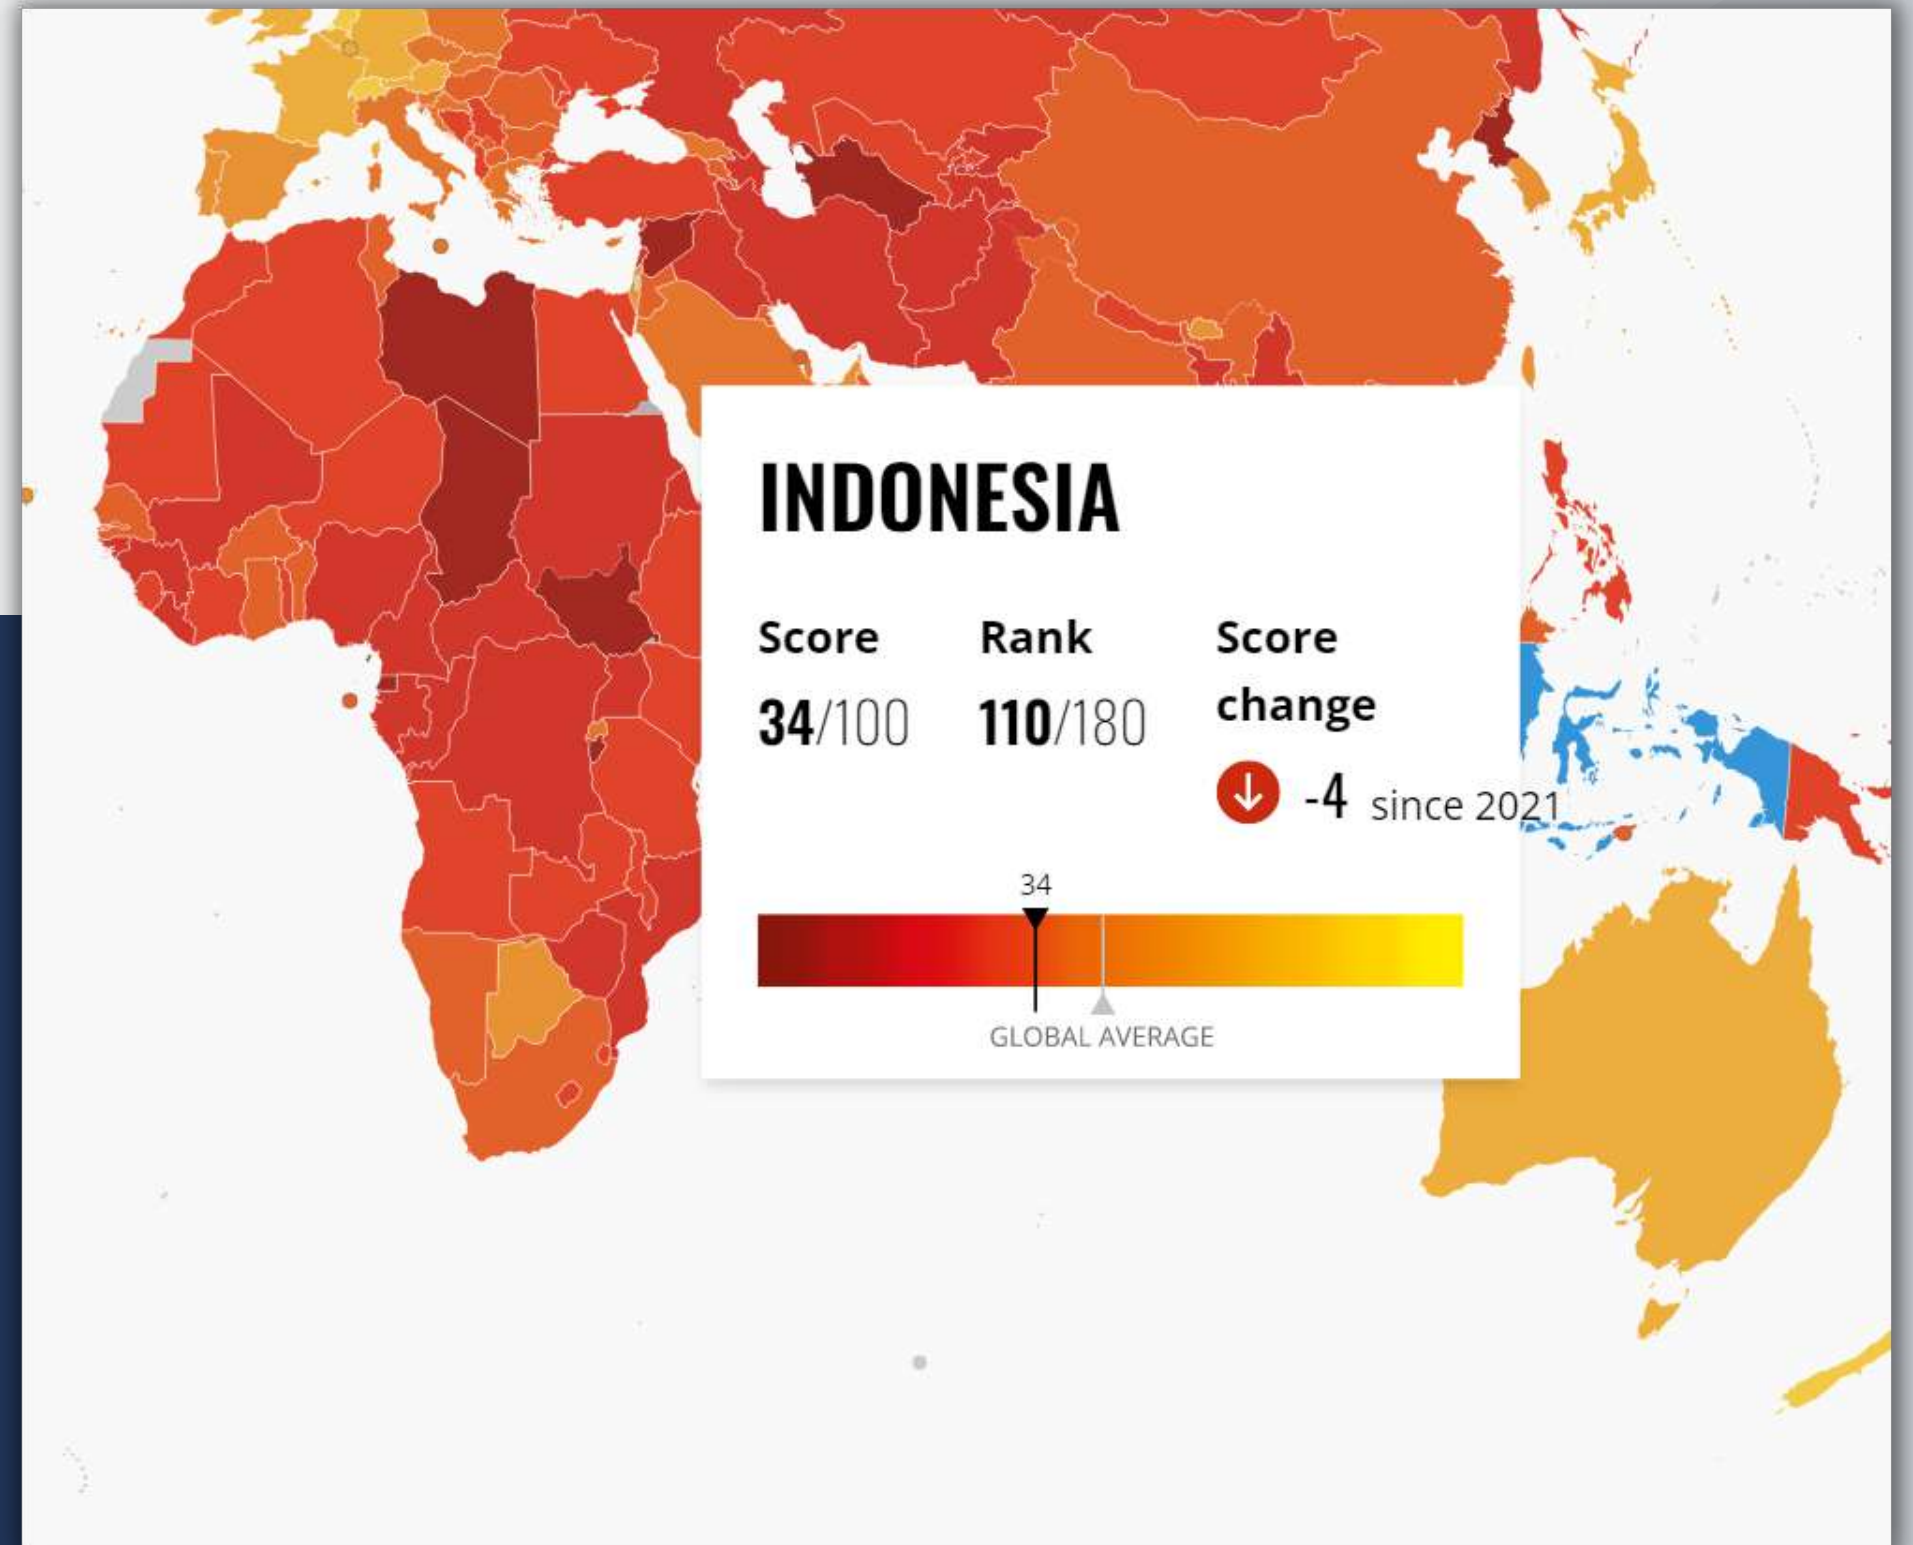 INDONESIA
Score
34/100
Rank
110/180
Score
change
-4 since 2021
34
GLOBAL AVERAGE